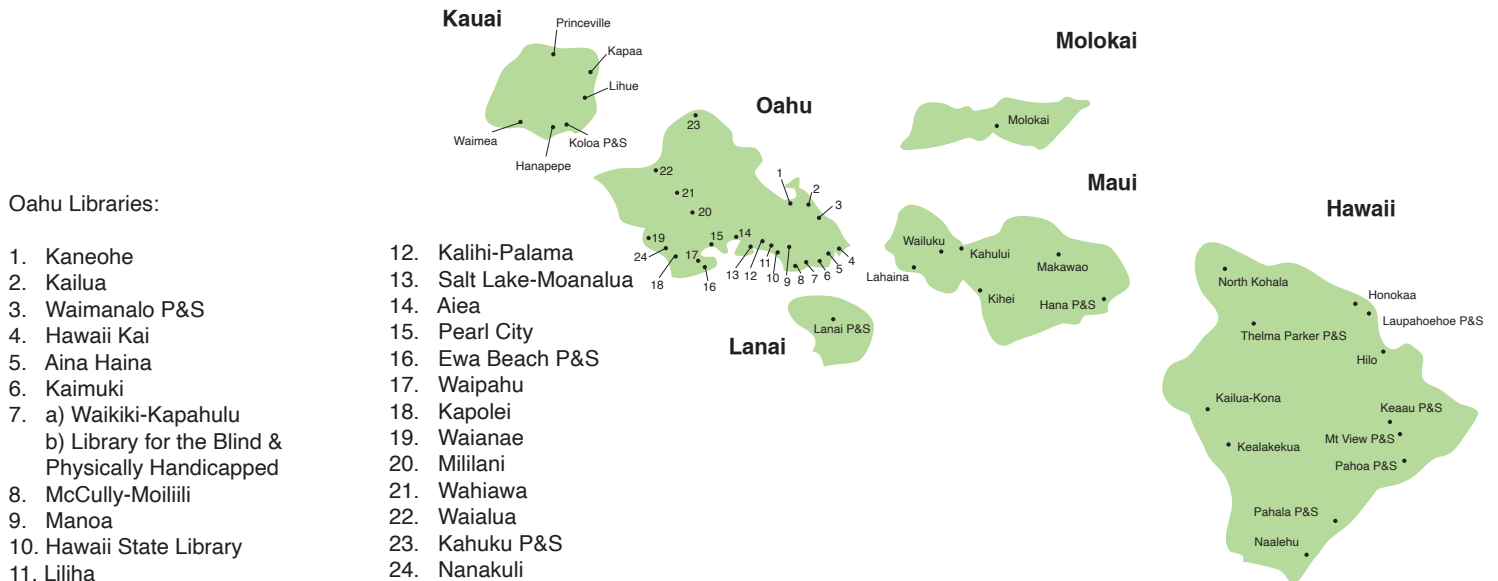 Kauai
Princeville
Kapaa
Lihue
Koloa P&S
Hanapepe
Waimea
Oahu
23
22
21
20
19
24
18
17
16
15
14
13
12
11
10
9
8
7
6
5
4
3
2
1
Molokai
Molokai
Maui
Wailuku
Kahului
Lahaina
Kihei
Makawao
Hana P&S
Lanai P&S
Lanai
Hawaii
North Kohala
Honokaa
Laupahoehoe P&S
Thelma Parker P&S
Hilo
Kailua-Kona
Keaau P&S
Mt View P&S
Kealakekua
Pahoa P&S
Pahala P&S
Naalehu
Oahu Libraries:
1. Kaneohe
2. Kailua
3. Waimanalo P&S
4. Hawaii Kai
5. Aina Haina
6. Kaimuki
7. a) Waikiki-Kapahulu
b) Library for the Blind &
Physically Handicapped
8. McCully-Moiliili
9. Manoa
10. Hawaii State Library
11. Liliha
12. Kalihi-Palama
13. Salt Lake-Moanalua
14. Aiea
15. Pearl City
16. Ewa Beach P&S
17. Waipahu
18. Kapolei
19. Waianae
20. Mililani
21. Wahiawa
22. Waialua
23. Kahuku P&S
24. Nanakuli